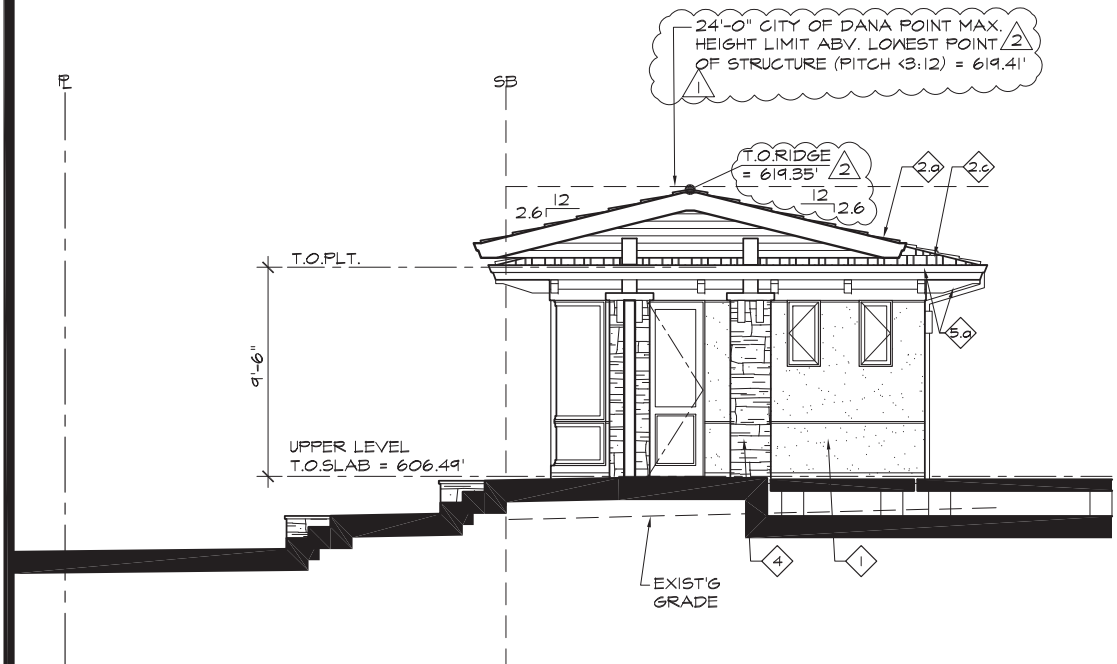 24'-0" CITY OF DANA POINT MAX.
HEIGHT LIMIT ABV. LOWEST POINT
2
OF STRUCTURE (PITCH <3:12) = 619.41'
1
PL
SB
T.O.RIDGE
= 619.35'
2
2.a
2.c
12
2.6
12
2.6
T.O.PLT.
5.a
9'-6"
UPPER LEVEL
T.O.SLAB = 606.49'
4
1
EXIST'G
GRADE